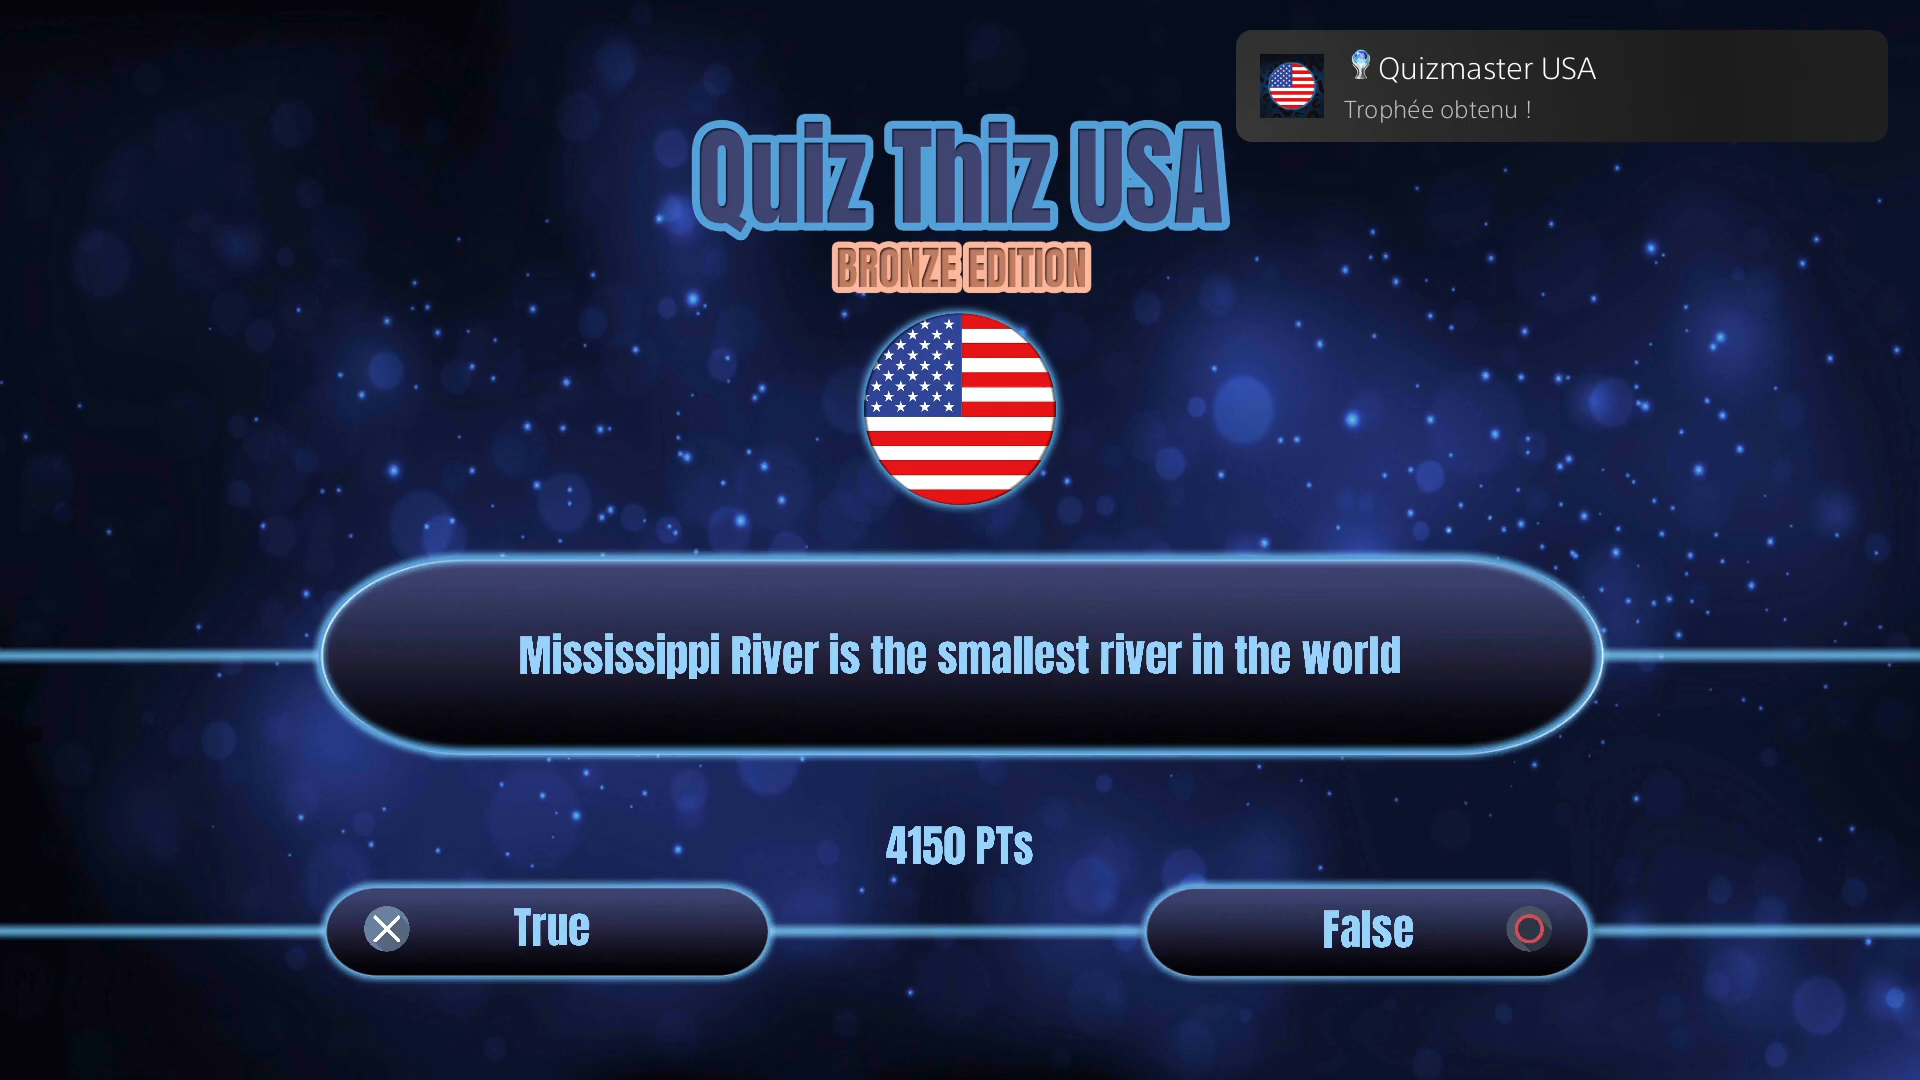 Quizmaster USA
Trophée obtenu !
Quiz Thiz USA
BRONZE EDITION
Mississippi River is the smallest river in the world
4150 PTs
True
False